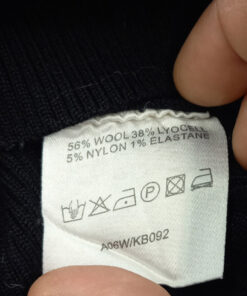 56% WOOL 38% LYOCELL
5% NYLON 1% ELASTANE
A06W/KB092